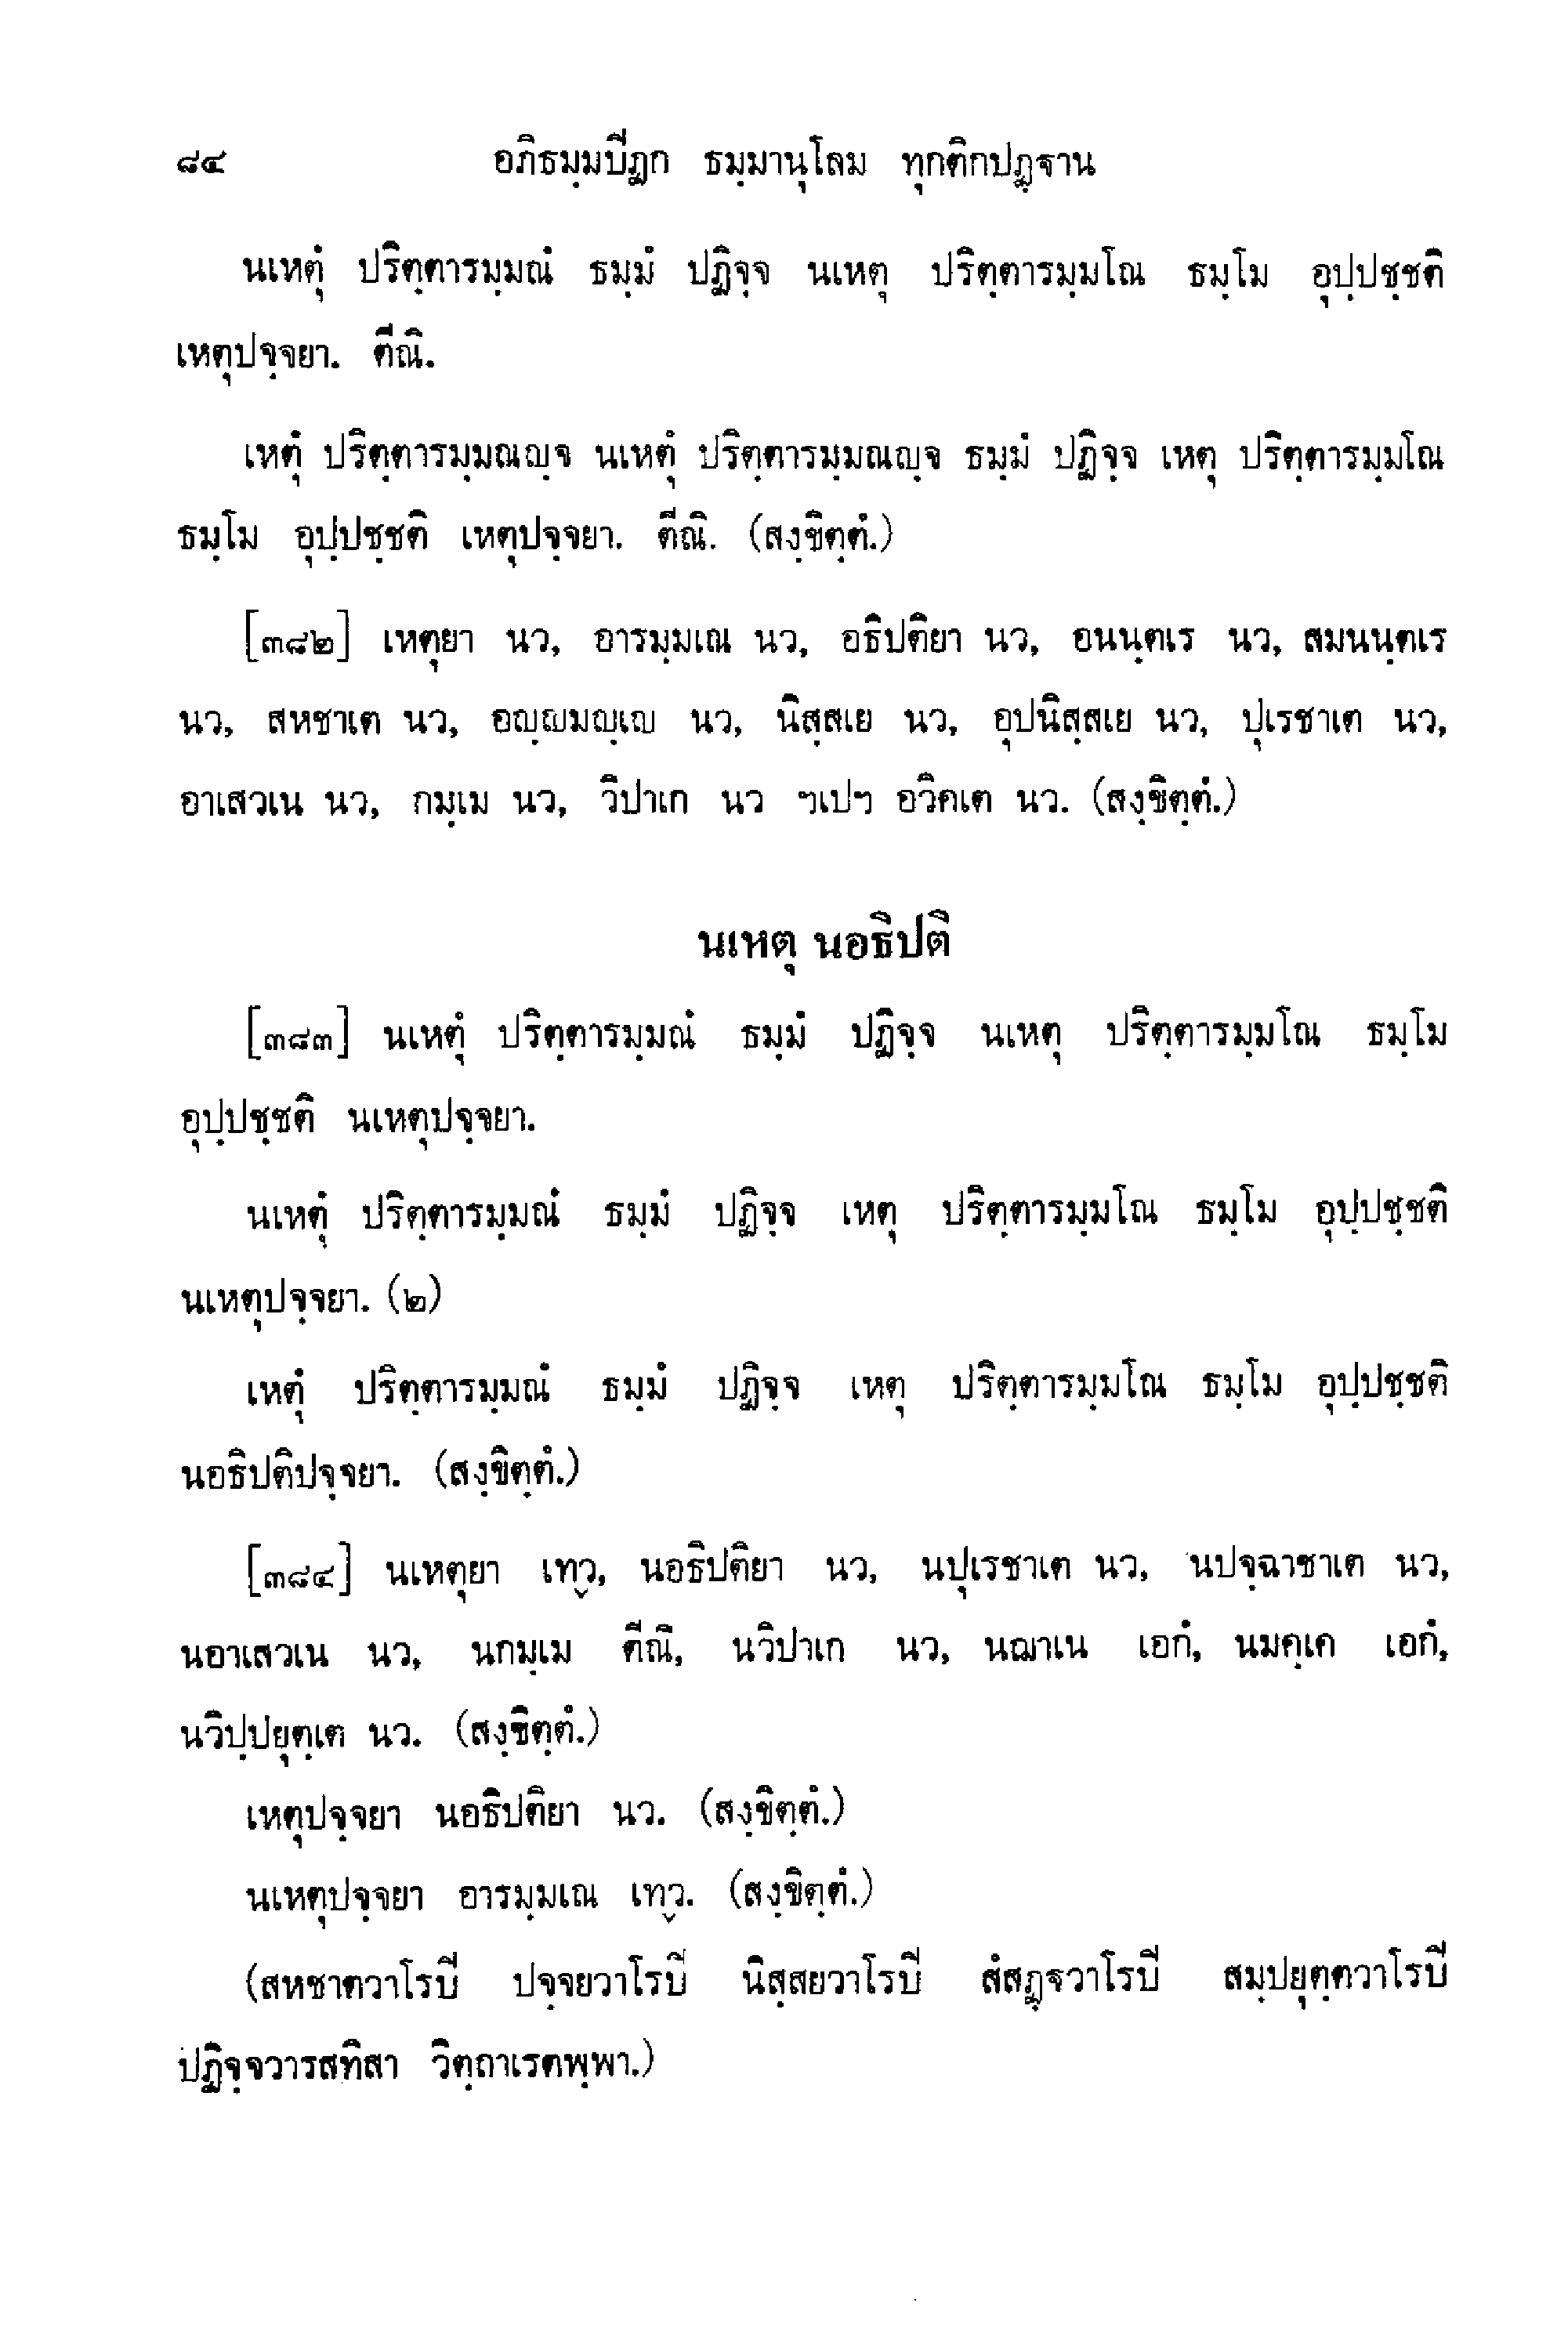 ๘๔ อภิธมฺมปิฏก ธมฺมานุโลม ทุกติกปฏฺฐาน
นเหตุํ ปริตฺตารมฺมณํ ธมฺมํ ปฏิจฺจ นเหตุ ปริตฺตารมฺมโณ ธมฺโม อุปฺปชฺชติ
เหตุปจฺจยา. ตีณิ.
เหตุํ ปริตฺตารมฺมณญฺจ นเหตุํ ปริตฺตารมฺมณญฺจ ธมฺมํ ปฏิจฺจ เหตุ ปริตฺตารมฺมโณ
ธมฺโม อุปฺปชฺชติ เหตุปจฺจยา. ตีณิ. (สงฺขิตฺตํ.)
[๓๘๒] เหตุยา นว, อารมฺมเณ นว, อธิปติยา นว, อนนฺตเร นว, สมนนฺตเร
นว, สหชาเต นว, อญฺญมญฺเญ นว, นิสฺสเย นว, อุปนิสฺสเย นว, ปุเรชาเต นว,
อาเสวเน นว, กมฺเม นว, วิปาเก นว ฯเปฯ อวิคเต นว. (สงฺขิตฺตํ.)
นเหตุ นอธิปติ
[๓๘๓] นเหตุํ ปริตฺตารมฺมณํ ธมฺมํ ปฏิจฺจ นเหตุ ปริตฺตารมฺมโณ ธมฺโม
อุปฺปชฺชติ นเหตุปจฺจยา.
นเหตุํ ปริตฺตารมฺมณํ ธมฺมํ ปฏิจฺจ เหตุ ปริตฺตารมฺมโณ ธมฺโม อุปฺปชฺชติ
นเหตุปจฺจยา. (๒)
เหตุํ ปริตฺตารมฺมณํ ธมฺมํ ปฏิจฺจ เหตุ ปริตฺตารมฺมโณ ธมฺโม อุปฺปชฺชติ
นอธิปติปจฺจยา. (สงฺขิตฺตํ.)
[๓๘๔] นเหตุยา เทฺว, นอธิปติยา นว, นปุเรชาเต นว, นปจฺฉาชาเต นว,
นอาเสวเน นว, นกมฺเม ตีณิ, นวิปาเก นว, นฌาเน เอกํ, นมคฺเค เอกํ,
นวิปฺปยุตฺเต นว. (สงฺขิตฺตํ.)
เหตุปจฺจยา นอธิปติยา นว. (สงฺขิตฺตํ.)
นเหตุปจฺจยา อารมฺมเณ เทฺว. (สงฺขิตฺตํ.)
(สหชาตวาโรปิ ปจฺจยวาโรปิ นิสฺสยวาโรปิ สํสฏฺฐวาโรปิ สมฺปยุตฺตวาโรปิ
ปฏิจฺจวารสทิสา วิตฺถาเรตพฺพา.)